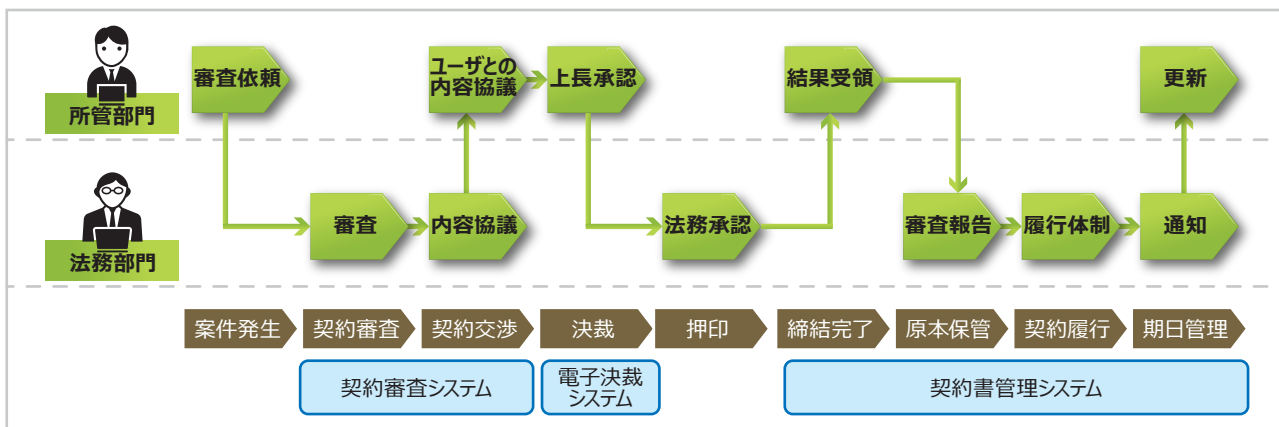 審査依頼
ユーザとの
内容協議
上長承認
結果受領
更新
所管部門
審査
内容協議
法務承認
審査報告
履行体制
通知
法務部門
案件発生
契約審査
契約交渉
決裁
押印
締結完了
原本保管
契約履行
期日管理
契約審査システム
電子決裁
システム
契約書管理システム